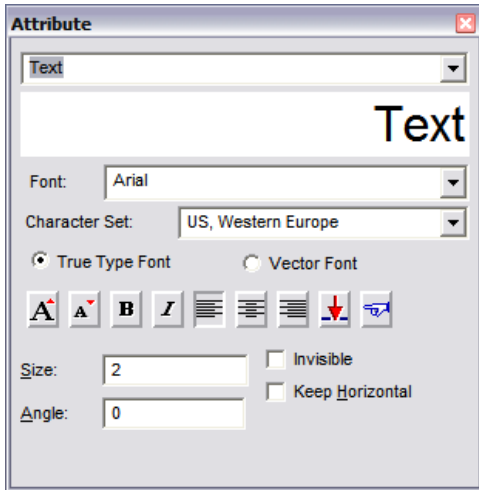 Attribute
Text
Text
Font: Arial
Character Set: US, Western Europe
True Type Font Vector Font
A A B I
Size: 2 Invisible
Keep Horizontal
Angle: 0